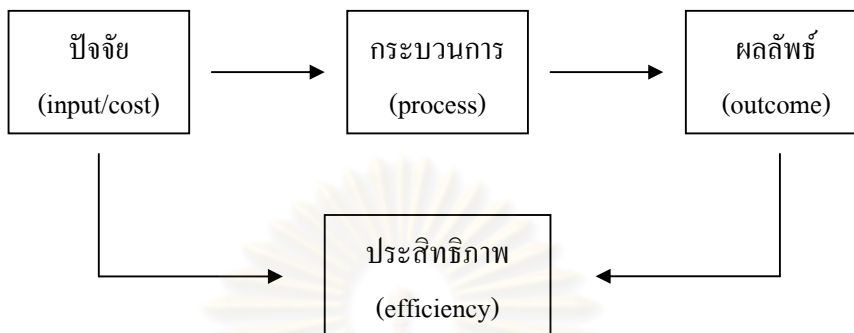 ปัจจัย
(input/cost)
กระบวนการ
(process)
ผลลัพธ์
(outcome)
ประสิทธิภาพ
(efficiency)